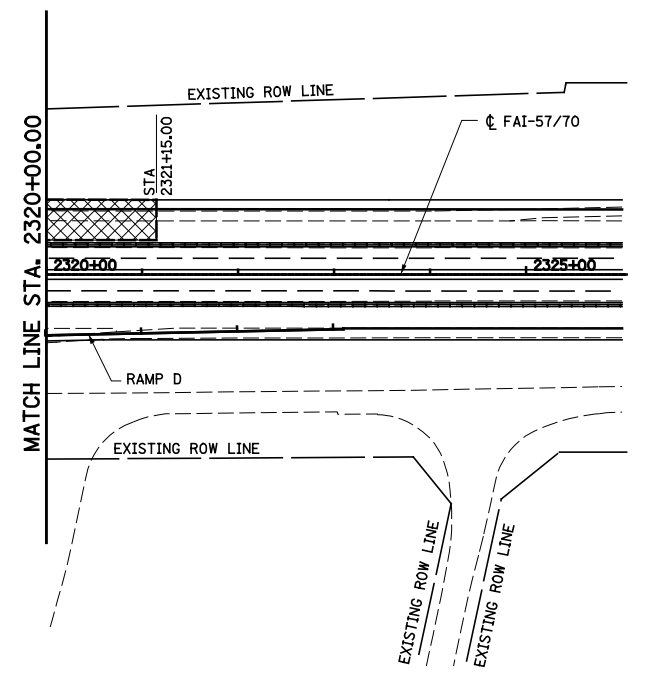 EXISTING ROW LINE
℄ FAI-57/70
STA
2321+15.00
MATCH LINE STA. 2320+00.00
2320+00
2325+00
RAMP D
EXISTING ROW LINE
EXISTING ROW LINE
EXISTING ROW LINE